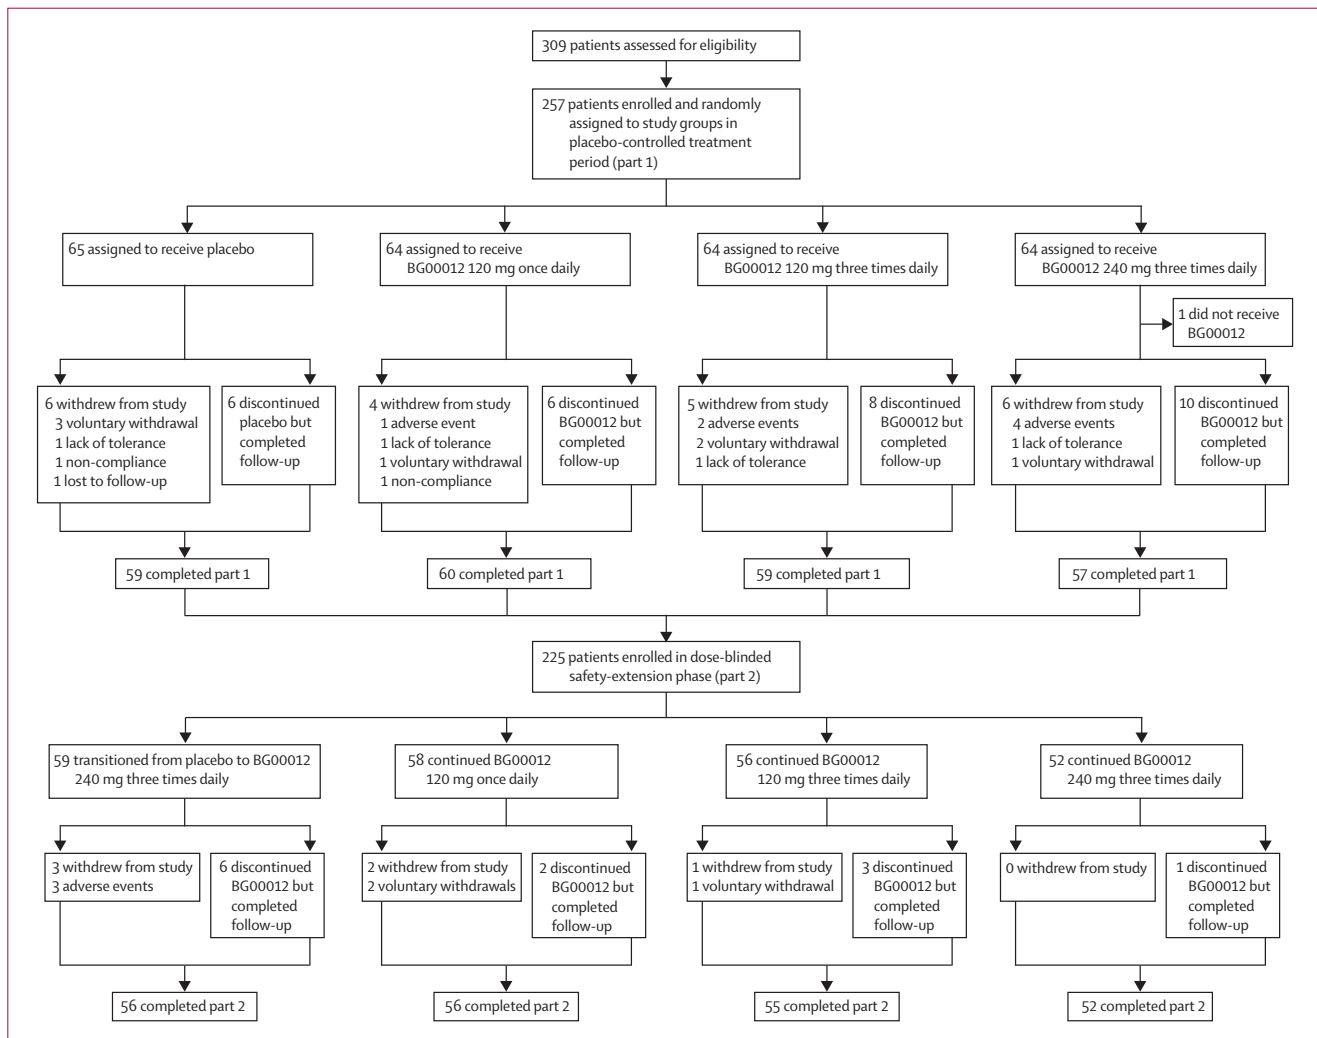 309 patients assessed for eligibility
257 patients enrolled and randomly
assigned to study groups in
placebo-controlled treatment
period (part 1)
65 assigned to receive placebo
64 assigned to receive
BG00012 120 mg once daily
64 assigned to receive
BG00012 120 mg three times daily
64 assigned to receive
BG00012 240 mg three times daily
1 did not receive
BG00012
6 withdrew from study
3 voluntary withdrawal
1 lack of tolerance
1 non-compliance
1 lost to follow-up
6 discontinued
placebo but
completed
follow-up
4 withdrew from study
1 adverse event
1 lack of tolerance
1 voluntary withdrawal
1 non-compliance
6 discontinued
BG00012 but
completed
follow-up
5 withdrew from study
2 adverse events
2 voluntary withdrawal
1 lack of tolerance
8 discontinued
BG00012 but
completed
follow-up
6 withdrew from study
4 adverse events
1 lack of tolerance
1 voluntary withdrawal
10 discontinued
BG00012 but
completed
follow-up
59 completed part 1
60 completed part 1
59 completed part 1
57 completed part 1
225 patients enrolled in dose-blinded
safety-extension phase (part 2)
59 transitioned from placebo to BG00012
240 mg three times daily
58 continued BG00012
120 mg once daily
56 continued BG00012
120 mg three times daily
52 continued BG00012
240 mg three times daily
3 withdrew from study
3 adverse events
6 discontinued
BG00012 but
completed
follow-up
2 withdrew from study
2 voluntary withdrawals
2 discontinued
BG00012 but
completed
follow-up
1 withdrew from study
1 voluntary withdrawal
3 discontinued
BG00012 but
completed
follow-up
0 withdrew from study
1 discontinued
BG00012 but
completed
follow-up
56 completed part 2
56 completed part 2
55 completed part 2
52 completed part 2